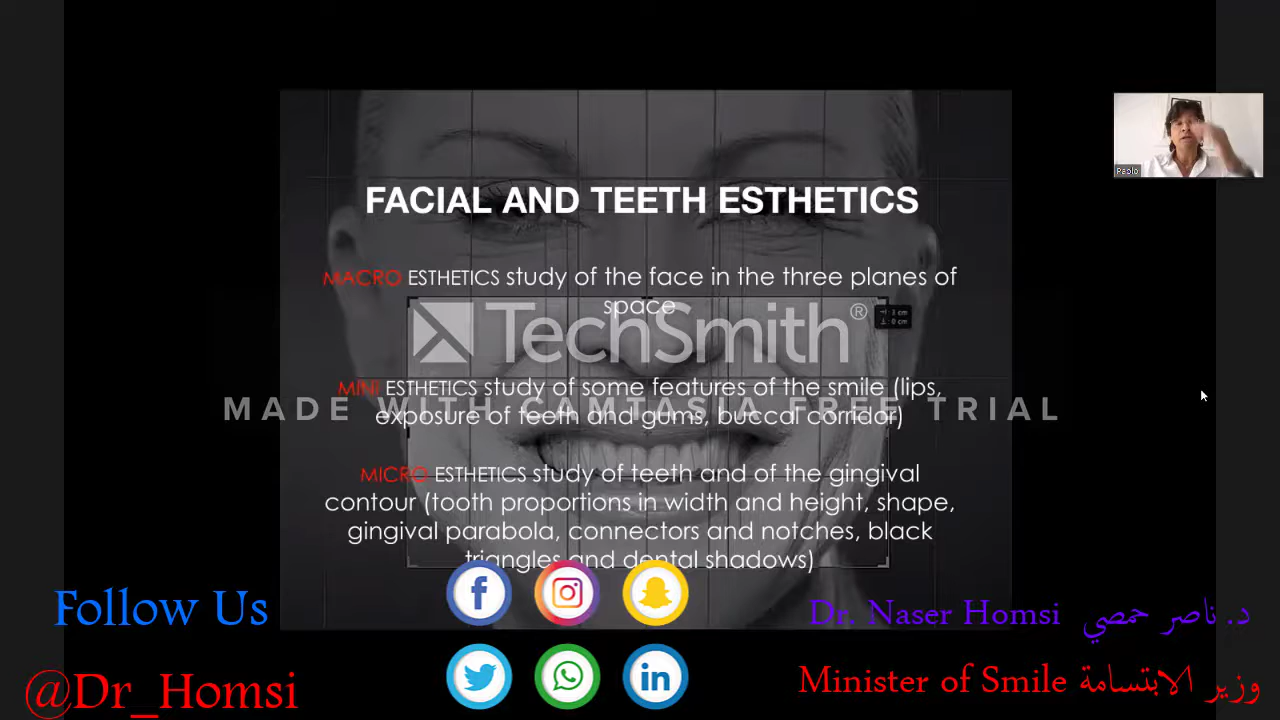 Paolo
FACIAL AND TEETH ESTHETICS
MACRO ESTHETICS study of the face in the three planes of
space
TechSmith®
MINI ESTHETICS study of some features of the smile (lips,
MADE WITH CAMTASIA FREE TRIAL
exposure of teeth and gums, buccal corridor)
MICRO ESTHETICS study of teeth and of the gingival
contour (tooth proportions in width and height, shape,
gingival parabola, connectors and notches, black
triangles and dental shadows)
Follow Us
Dr. Naser Homsi د. ناصر حمصي
@Dr_Homsi
Minister of Smile وزير الابتسامة